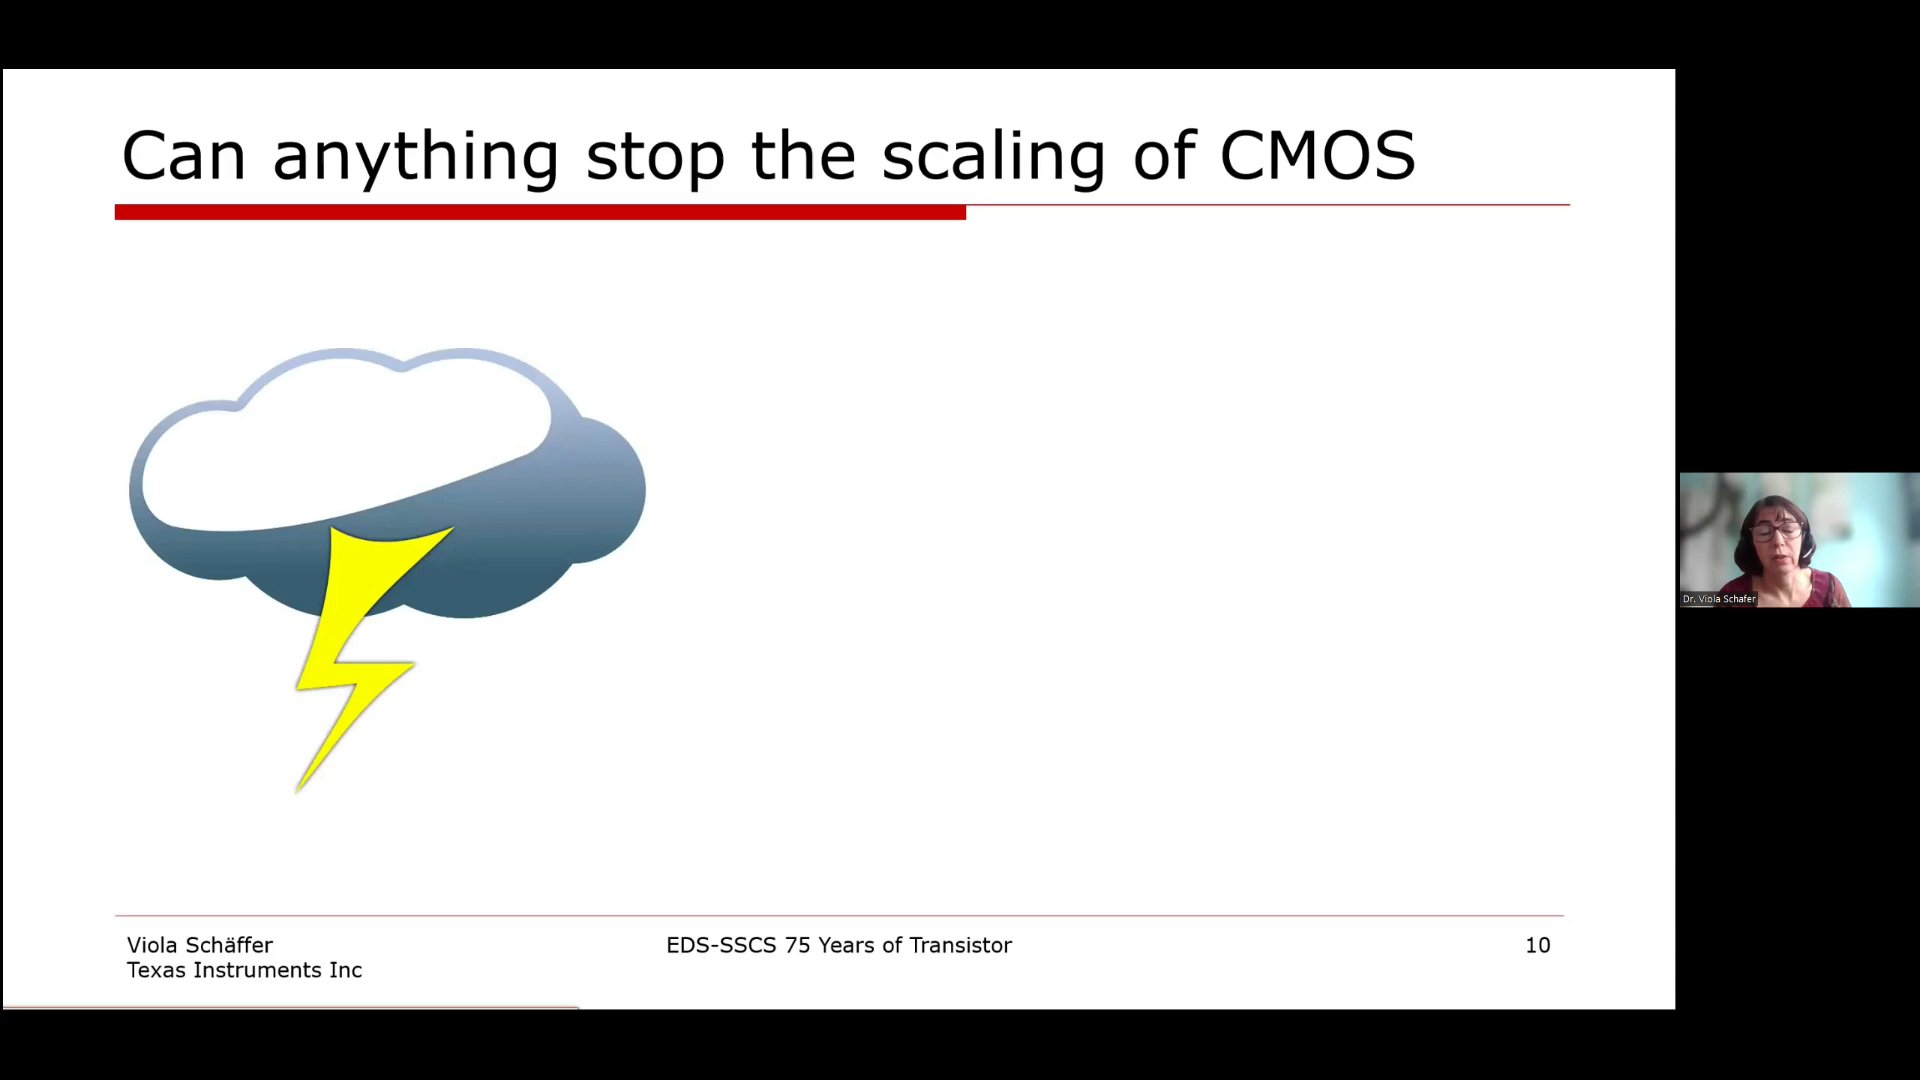 Can anything stop the scaling of CMOS
Dr. Viola Schafer
Viola Schäffer
Texas Instruments Inc
EDS-SSCS 75 Years of Transistor
10